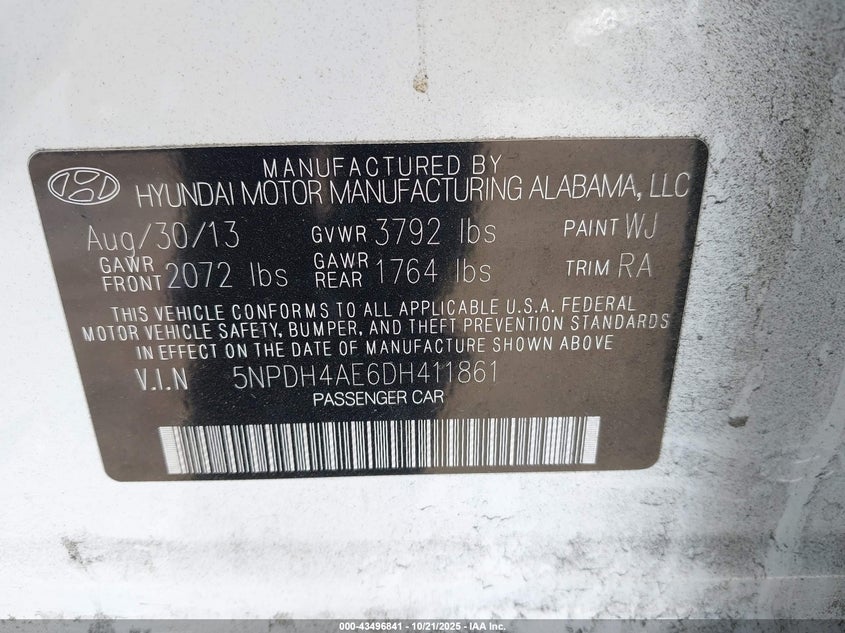 MANUFACTURED BY
HYUNDAI MOTOR MANUFACTURING ALABAMA, LLC
Aug/30/13 GVWR 3792 lbs PAINT WJ
GAWR FRONT 2072 lbs GAWR REAR 1764 lbs TRIM RA
THIS VEHICLE CONFORMS TO ALL APPLICABLE U.S.A. FEDERAL
MOTOR VEHICLE SAFETY, BUMPER, AND THEFT PREVENTION STANDARDS
IN EFFECT ON THE DATE OF MANUFACTURE SHOWN ABOVE
V.I.N 5NPDH4AE6DH411861
PASSENGER CAR
000-43496841 - 10/21/2025 - IAA Inc.